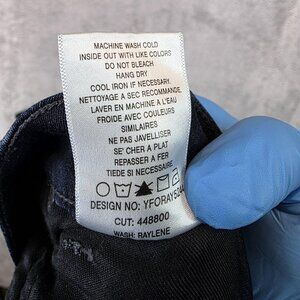 MACHINE WASH COLD
INSIDE OUT WITH LIKE COLORS
DO NOT BLEACH
HANG DRY
COOL IRON IF NECESSARY.
NETTOYAGE A SEC RECOMMANDE.
LAVER EN MACHINE A L'EAU
FROIDE AVEC COULEURS
SIMILAIRES
NE PAS JAVELLISER
SE' CHER A PLAT
REPASSER A FER
TIEDE SI NECESSAIRE
DESIGN NO:
CUT: 448800
WASH: RAYLENE